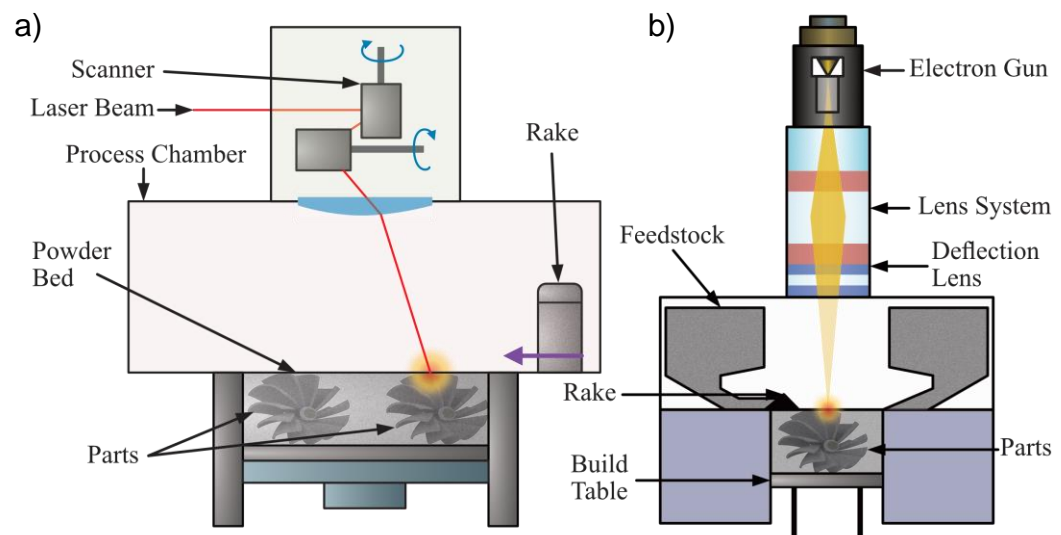 a)
Scanner
Laser Beam
Process Chamber
Rake
Powder
Bed
Parts
b)
Electron Gun
Lens System
Feedstock
Deflection
Lens
Rake
Parts
Build
Table